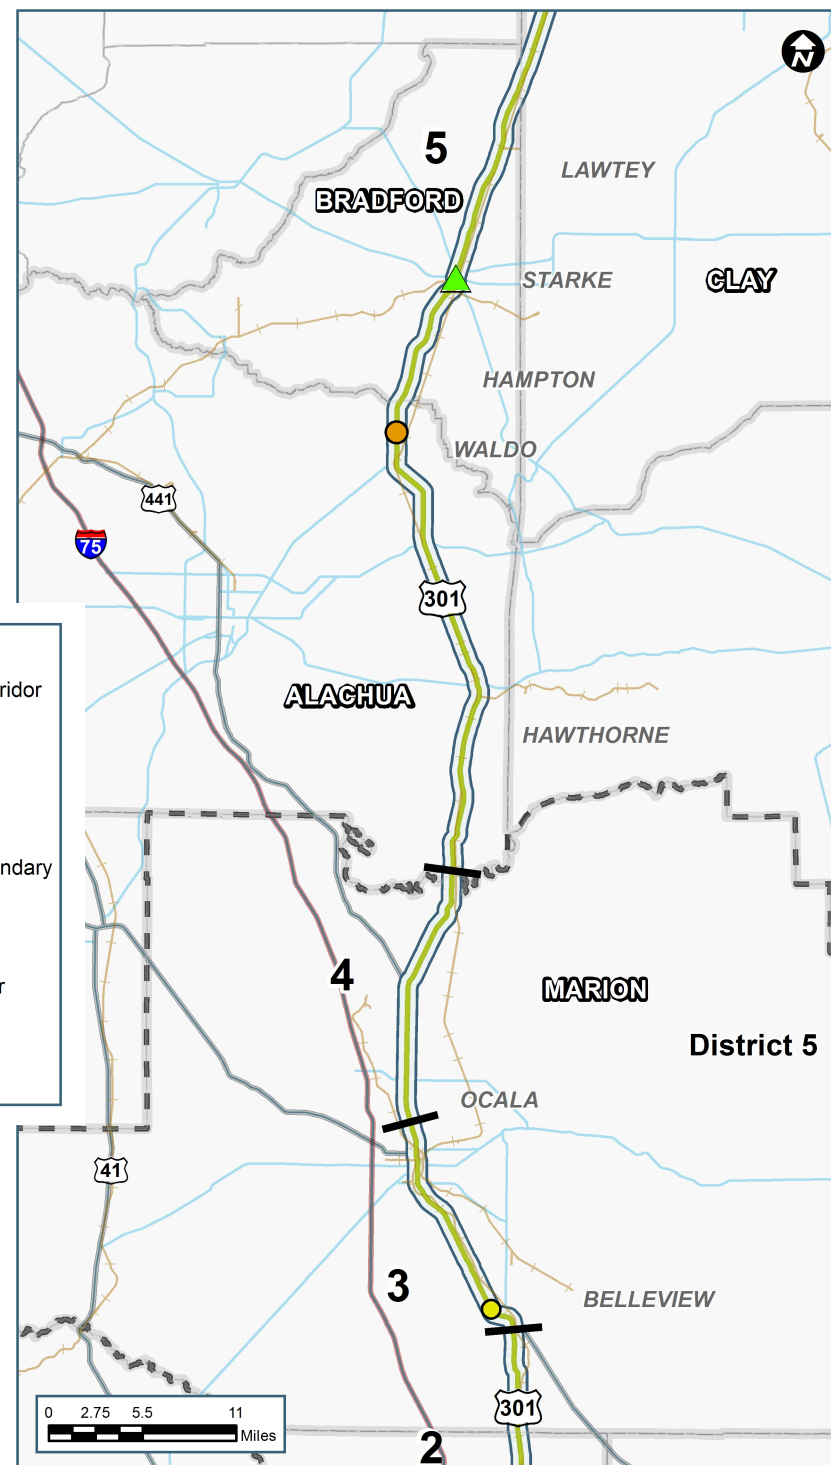 N
5
LAWTEY
BRADFORD
STARKE
CLAY
HAMPTON
WALDO
441
75
301
ridor
ALACHUA
HAWTHORNE
ndary
4
r
MARION
District 5
OCALA
41
3
BELLEVIEW
301
0 2.75 5.5 11
Miles
2